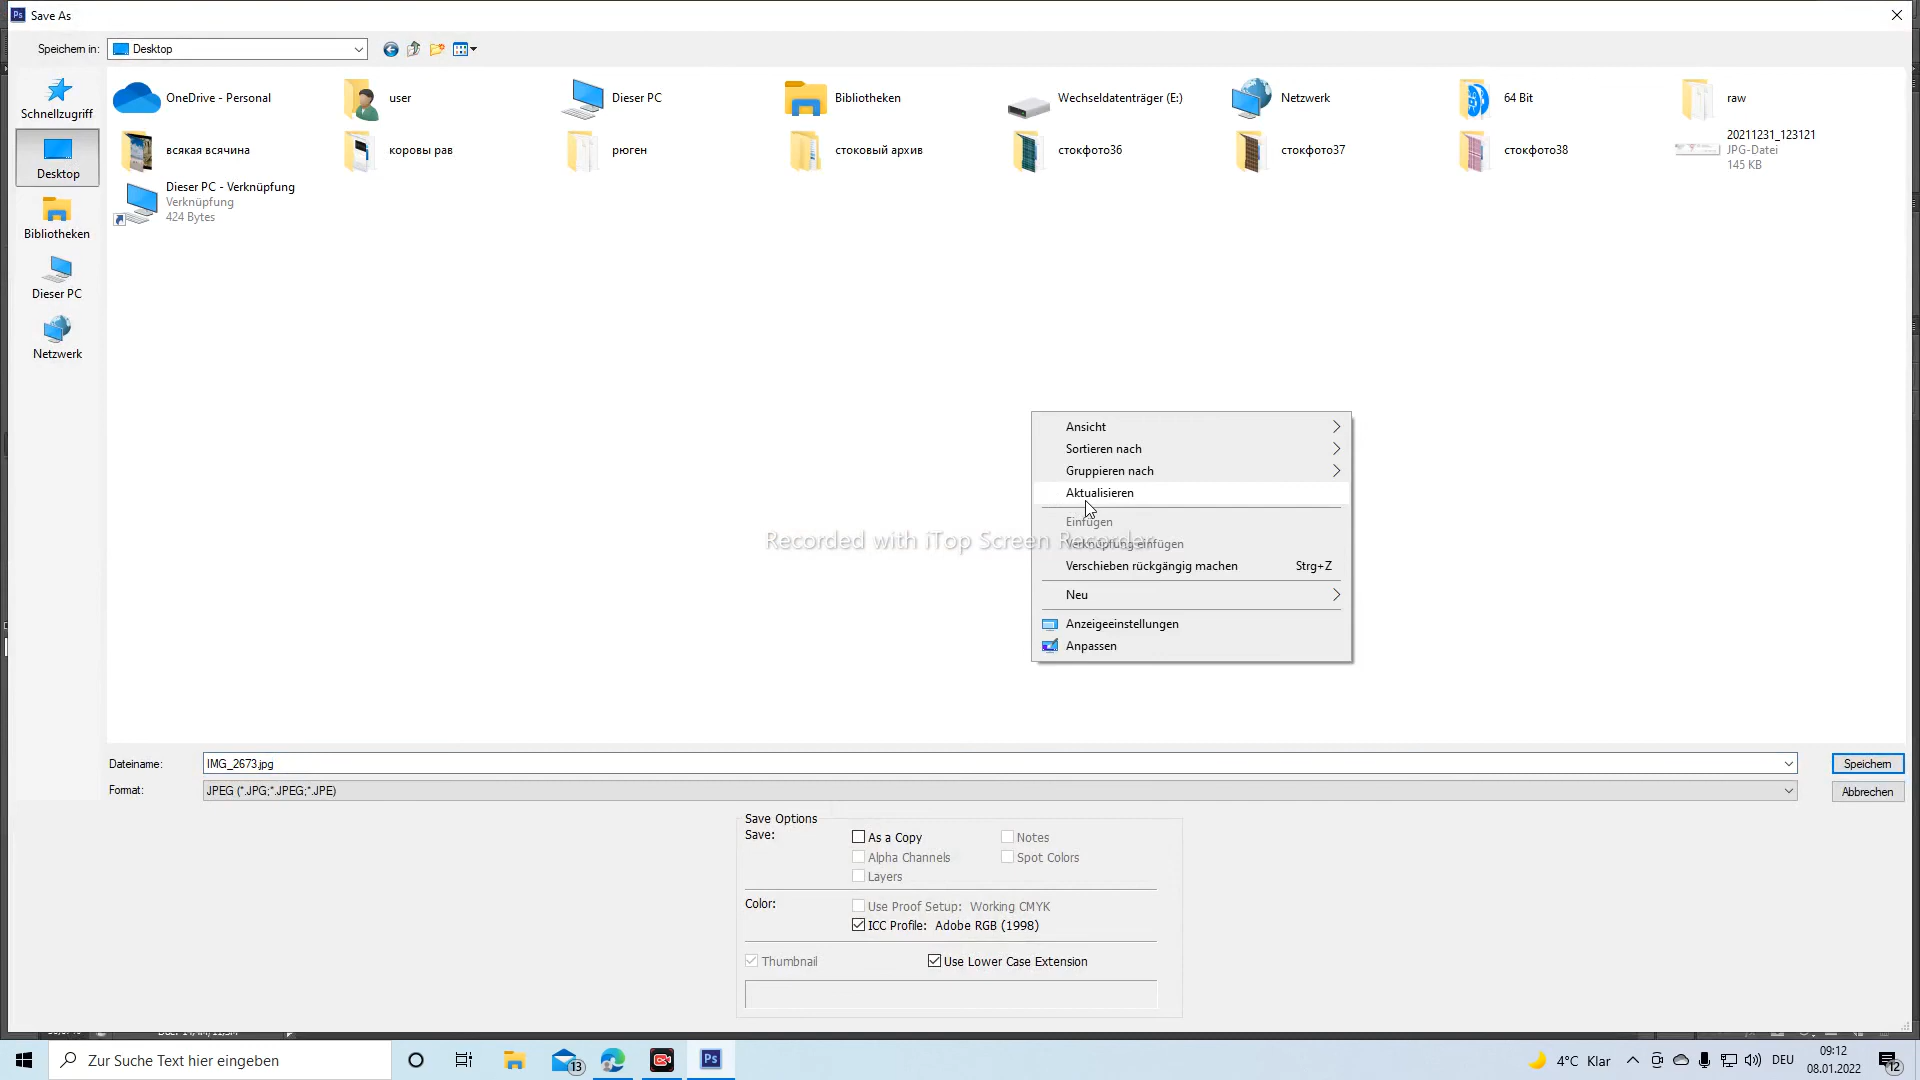 Save As
Speichern in: Desktop
Schnellzugriff
Desktop
Bibliotheken
Dieser PC
Netzwerk
OneDrive - Personal
user
Dieser PC
Bibliotheken
Wechseldatenträger (E:)
Netzwerk
64 Bit
raw
всякая всячина
коровы рав
рюген
стоковый архив
стокфото36
стокфото37
стокфото38
20211231_123121
JPG-Datei
145 KB
Dieser PC - Verknüpfung
Verknüpfung
424 Bytes
Ansicht
Sortieren nach
Gruppieren nach
Aktualisieren
Einfügen
Verknüpfung einfügen
Verschieben rückgängig machen Strg+Z
Neu
Anzeigeeinstellungen
Anpassen
Recorded with iTop Screen Recorder
Dateiname: IMG_2673.jpg
Speichern
Format: JPEG (*.JPG;*.JPEG;*.JPE)
Abbrechen
Save Options
Save:
As a Copy
Notes
Alpha Channels
Spot Colors
Layers
Color:
Use Proof Setup: Working CMYK
ICC Profile: Adobe RGB (1998)
Thumbnail
Use Lower Case Extension
Zur Suche Text hier eingeben
13
Ps
4°C Klar
DEU
09:12
08.01.2022
12